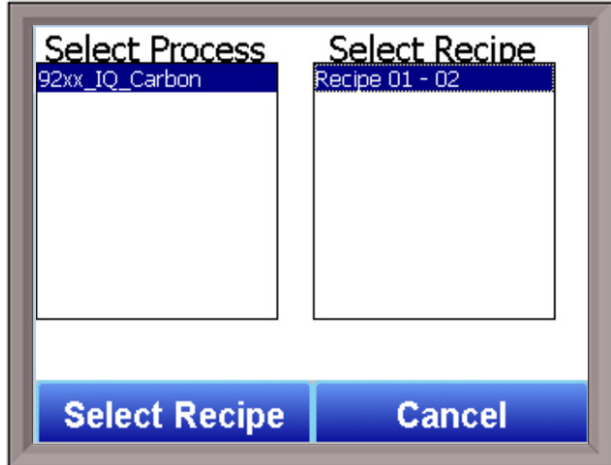 Select Process
Select Recipe
92xx_IQ_Carbon
Recipe 01 - 02
Select Recipe
Cancel